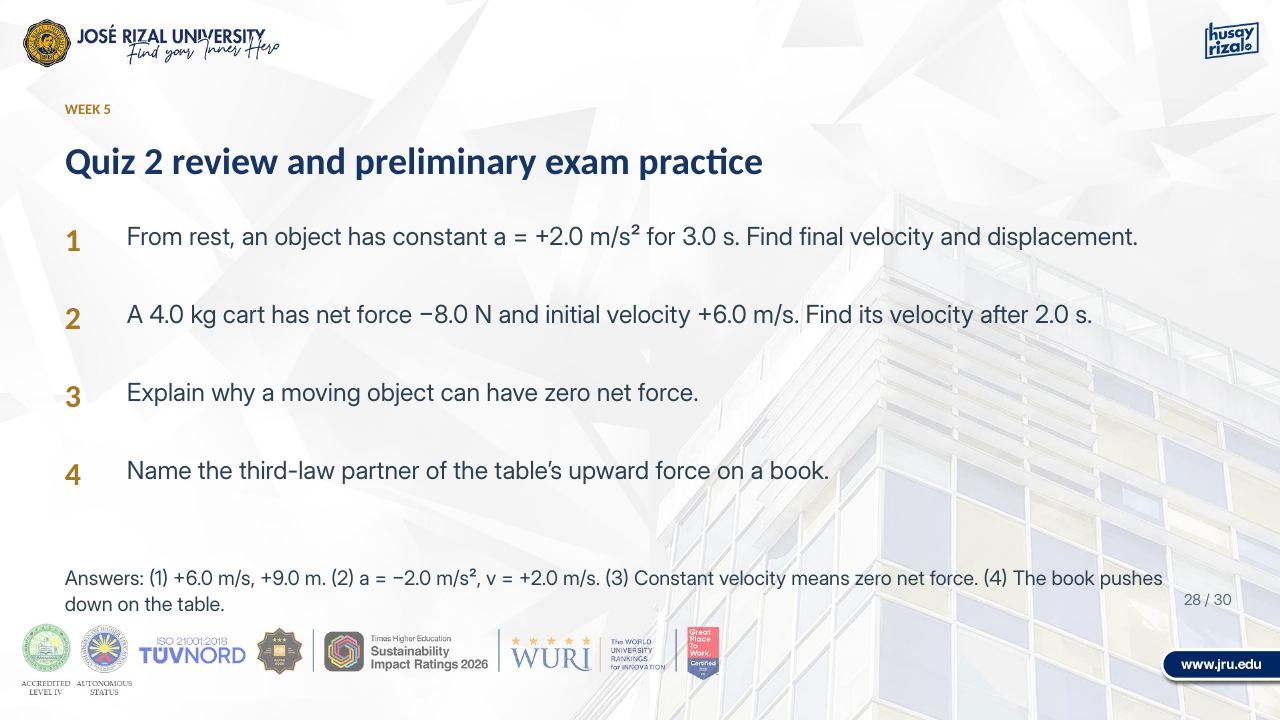 JOSÉ RIZAL UNIVERSITY
Find your Inner Hero
husay
rizal
WEEK 5
Quiz 2 review and preliminary exam practice
1 From rest, an object has constant a = +2.0 m/s² for 3.0 s. Find final velocity and displacement.
2 A 4.0 kg cart has net force −8.0 N and initial velocity +6.0 m/s. Find its velocity after 2.0 s.
3 Explain why a moving object can have zero net force.
4 Name the third-law partner of the table’s upward force on a book.
Answers: (1) +6.0 m/s, +9.0 m. (2) a = −2.0 m/s², v = +2.0 m/s. (3) Constant velocity means zero net force. (4) The book pushes
down on the table.
28 / 30
ACCREDITED
LEVEL IV
AUTONOMOUS
STATUS
ISO 21001:2018
TÜVNORD
Times Higher Education
Sustainability
Impact Ratings 2026
WURI
The WORLD
UNIVERSITY
RANKINGS
for INNOVATION
Great
Place
To
Work.
Certified
www.jru.edu